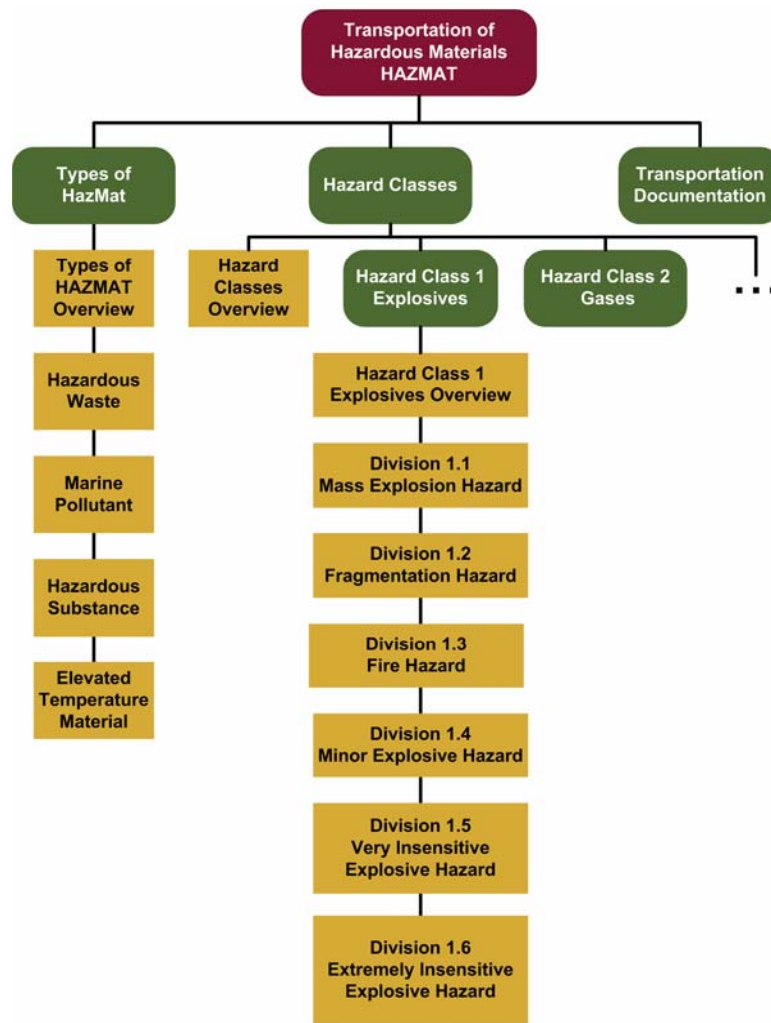 Transportation of
Hazardous Materials
HAZMAT
Types of
HazMat
Hazard Classes
Transportation
Documentation
Types of
HAZMAT
Overview
Hazard
Classes
Overview
Hazard Class 1
Explosives
Hazard Class 2
Gases
...
Hazardous
Waste
Marine
Pollutant
Hazardous
Substance
Elevated
Temperature
Material
Hazard Class 1
Explosives Overview
Division 1.1
Mass Explosion Hazard
Division 1.2
Fragmentation Hazard
Division 1.3
Fire Hazard
Division 1.4
Minor Explosive Hazard
Division 1.5
Very Insensitive
Explosive Hazard
Division 1.6
Extremely Insensitive
Explosive Hazard